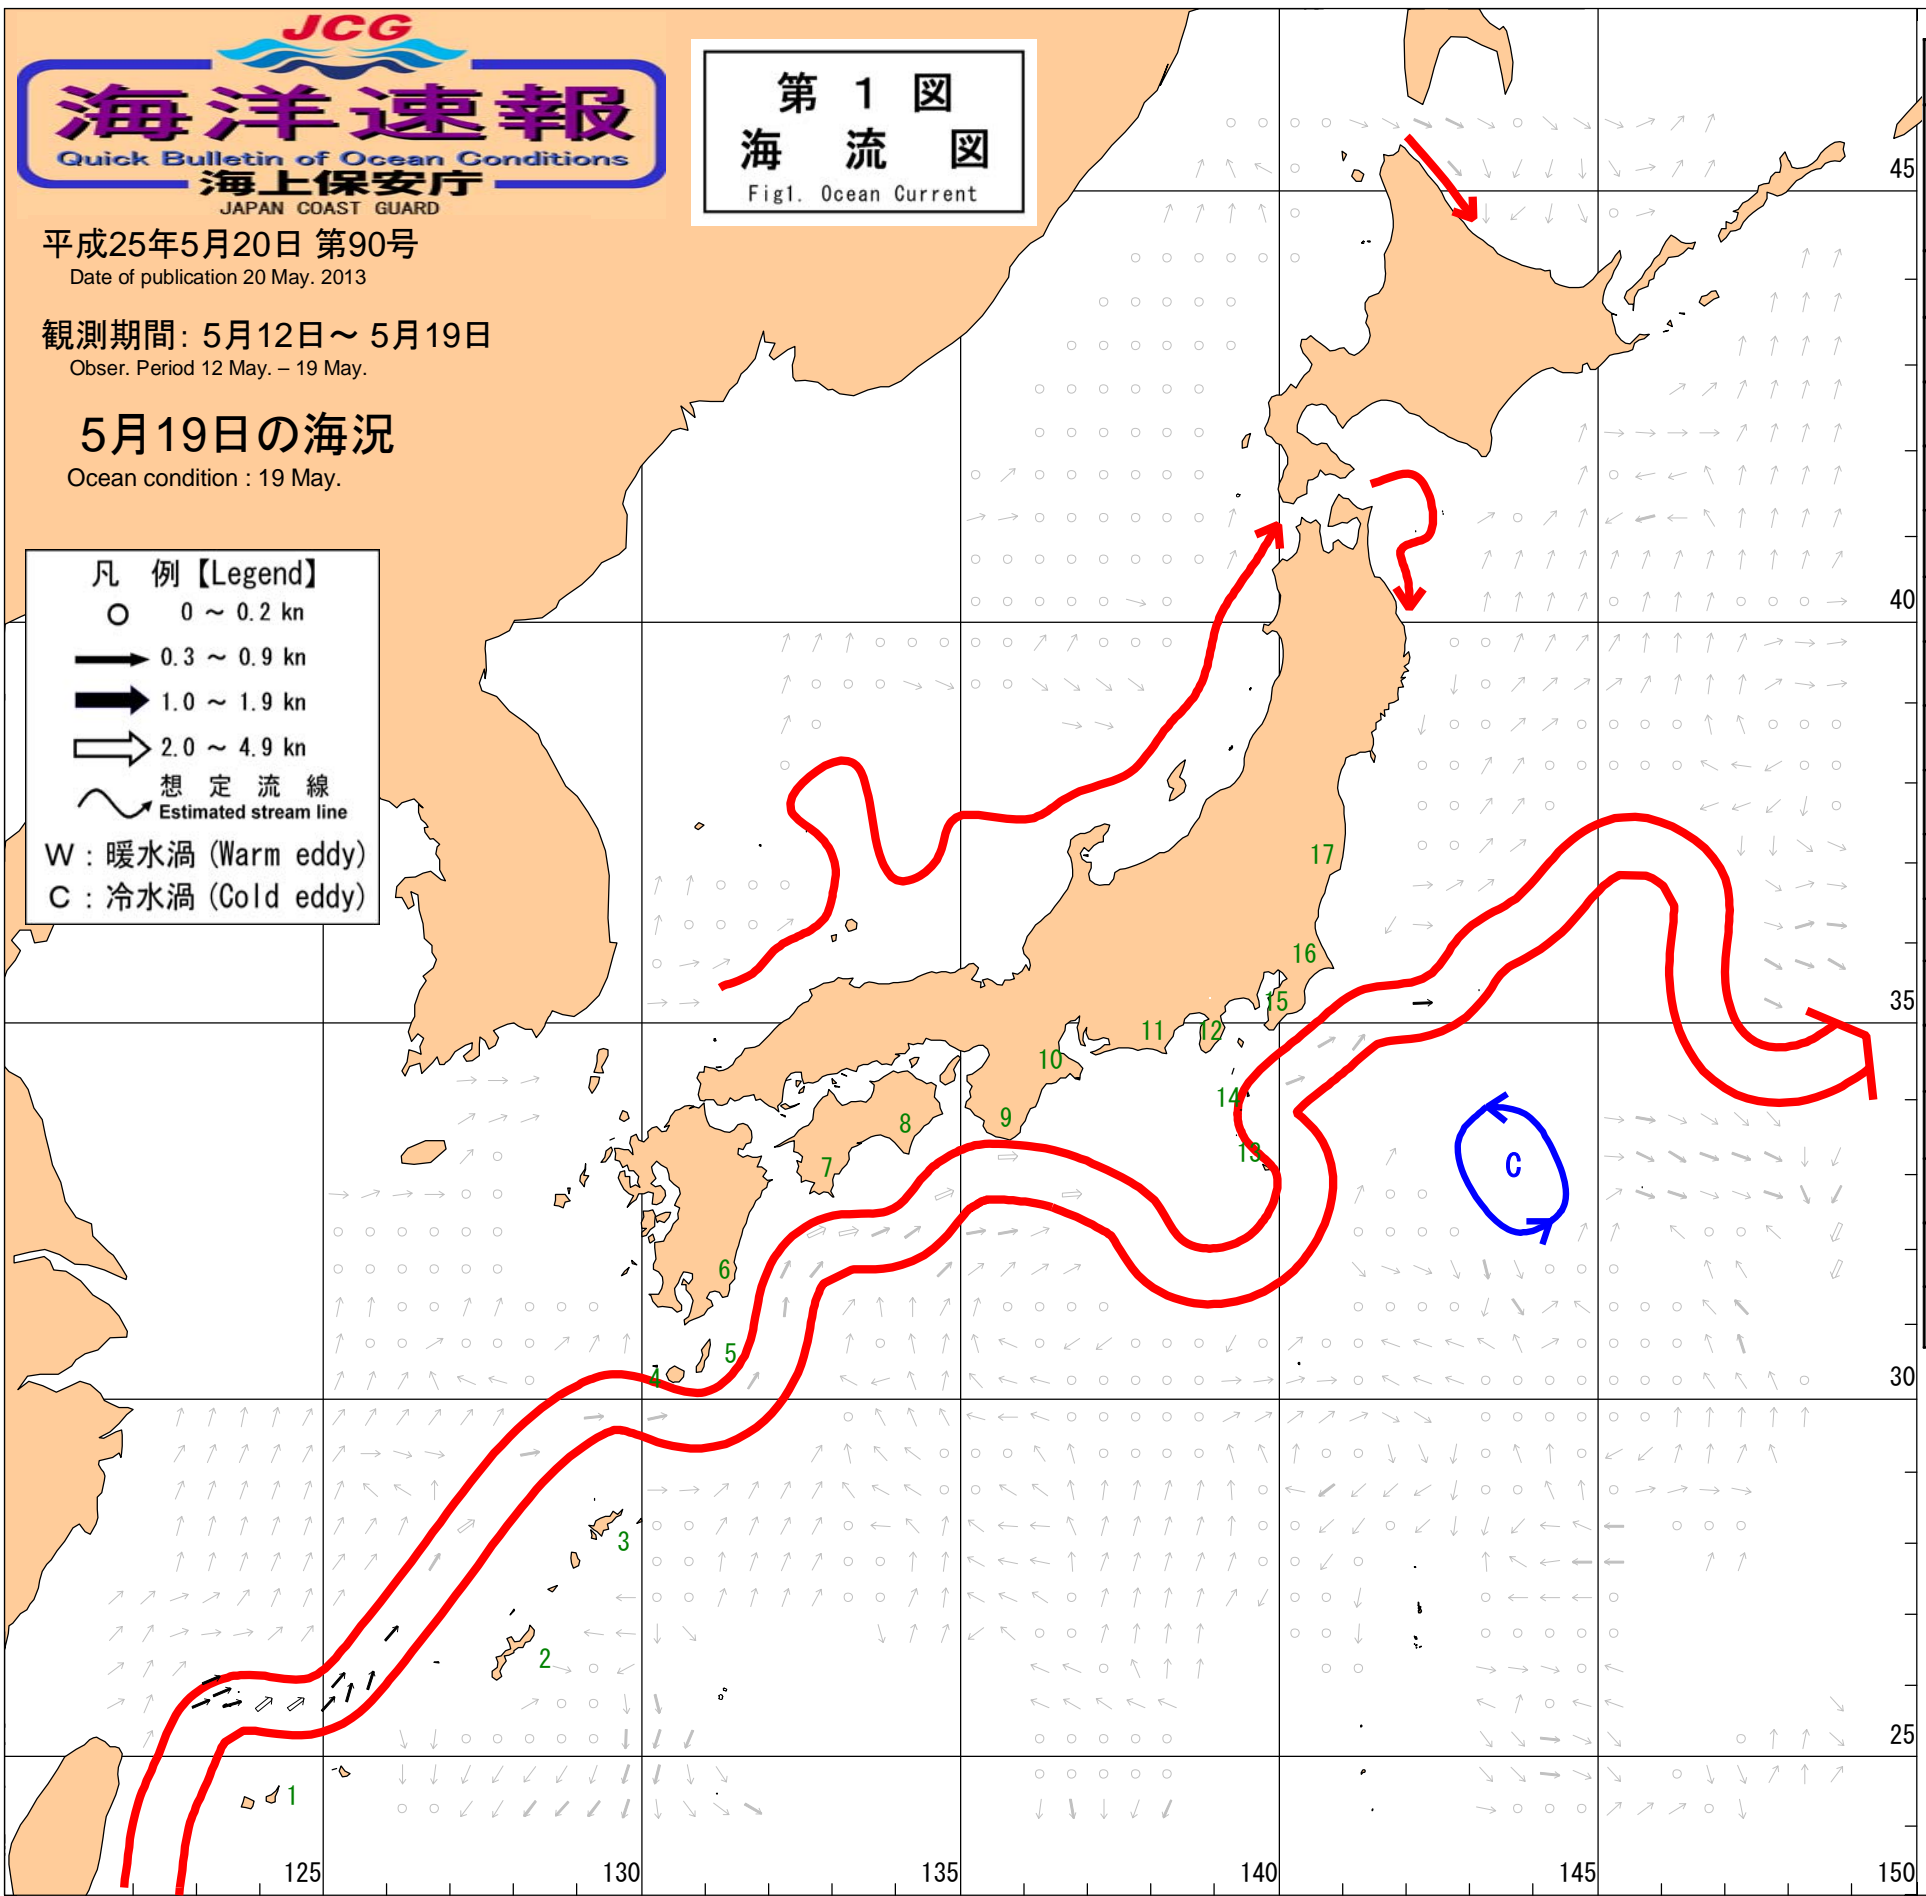 JCG
海洋速報
Quick Bulletin of Ocean Conditions
海上保安庁
JAPAN COAST GUARD
第 1 図
海 流 図
Fig1. Ocean Current
平成25年5月20日 第90号
Date of publication 20 May. 2013
観測期間: 5月12日～ 5月19日
Obser. Period 12 May. – 19 May.
5月19日の海況
Ocean condition : 19 May.
凡 例【Legend】
0 ～ 0.2 kn
0.3 ～ 0.9 kn
1.0 ～ 1.9 kn
2.0 ～ 4.9 kn
想 定 流 線
Estimated stream line
W : 暖水渦 (Warm eddy)
C : 冷水渦 (Cold eddy)
45
40
35
30
25
17
16
15
14
13
12
11
10
9
8
7
6
5
4
3
2
1
C
125
130
135
140
145
150